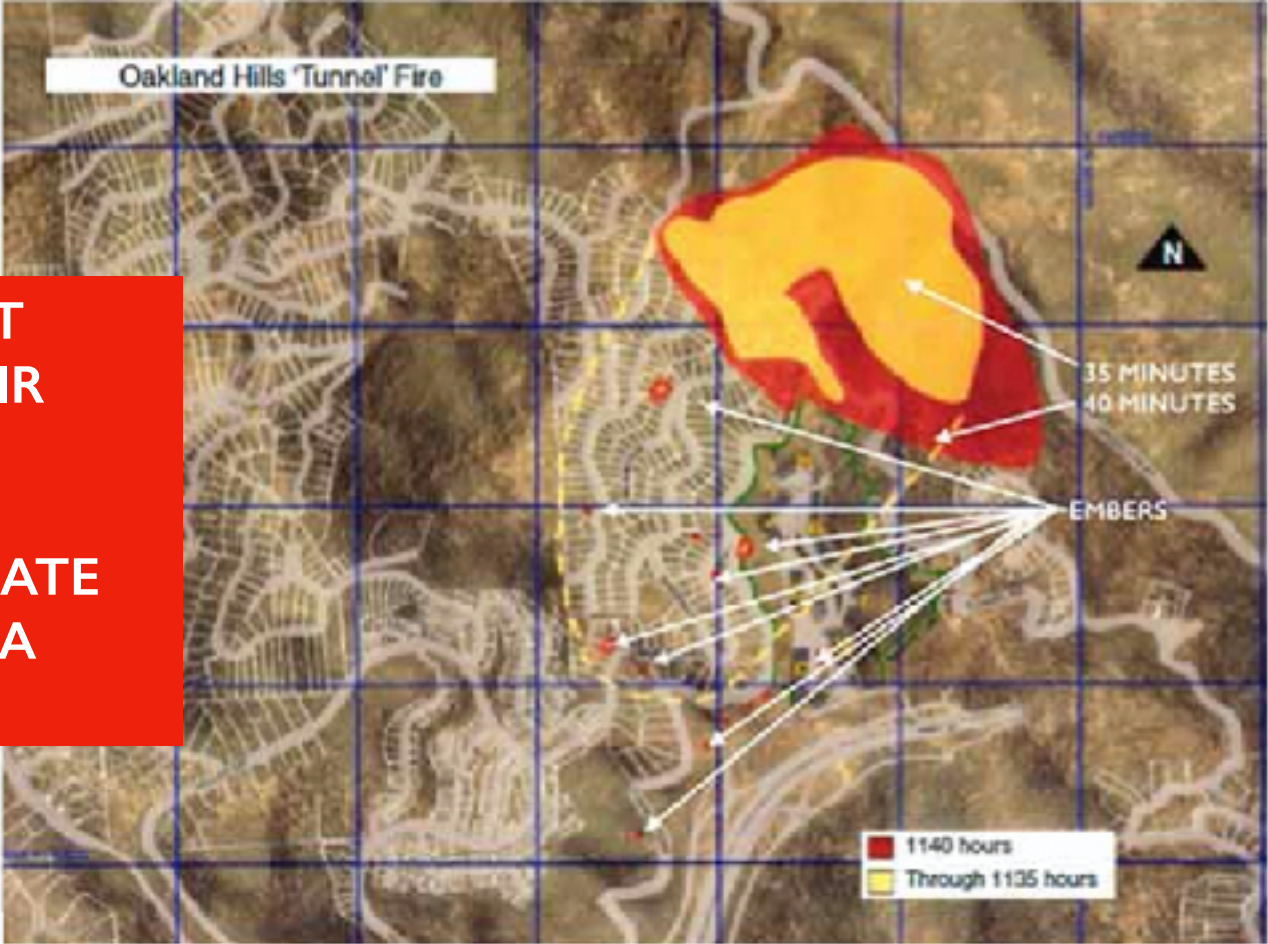 Oakland Hills 'Tunnel' Fire
N
T
IR
ATE
A
35 MINUTES
40 MINUTES
EMBERS
1140 hours
Through 1135 hours